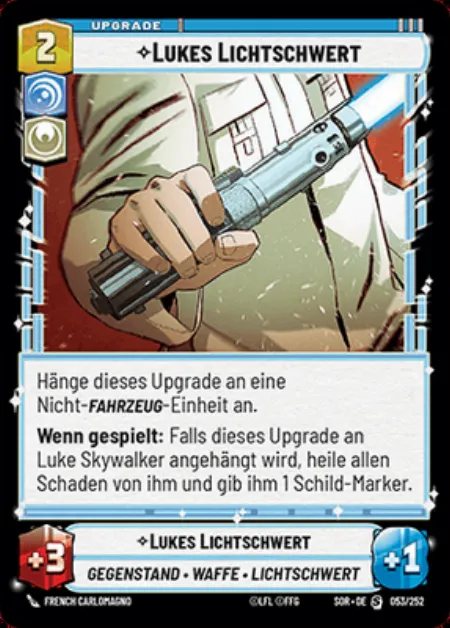 UPGRADE
2
✧LUKES LICHTSCHWERT
Hänge dieses Upgrade an eine
Nicht-FAHRZEUG-Einheit an.
Wenn gespielt: Falls dieses Upgrade an
Luke Skywalker angehängt wird, heile allen
Schaden von ihm und gib ihm 1 Schild-Marker.
+3
✧LUKES LICHTSCHWERT
+1
GEGENSTAND • WAFFE • LICHTSCHWERT
FRENCH CARLOMAGNO
©LFL ©FFG
SOR • DE
S
053/252